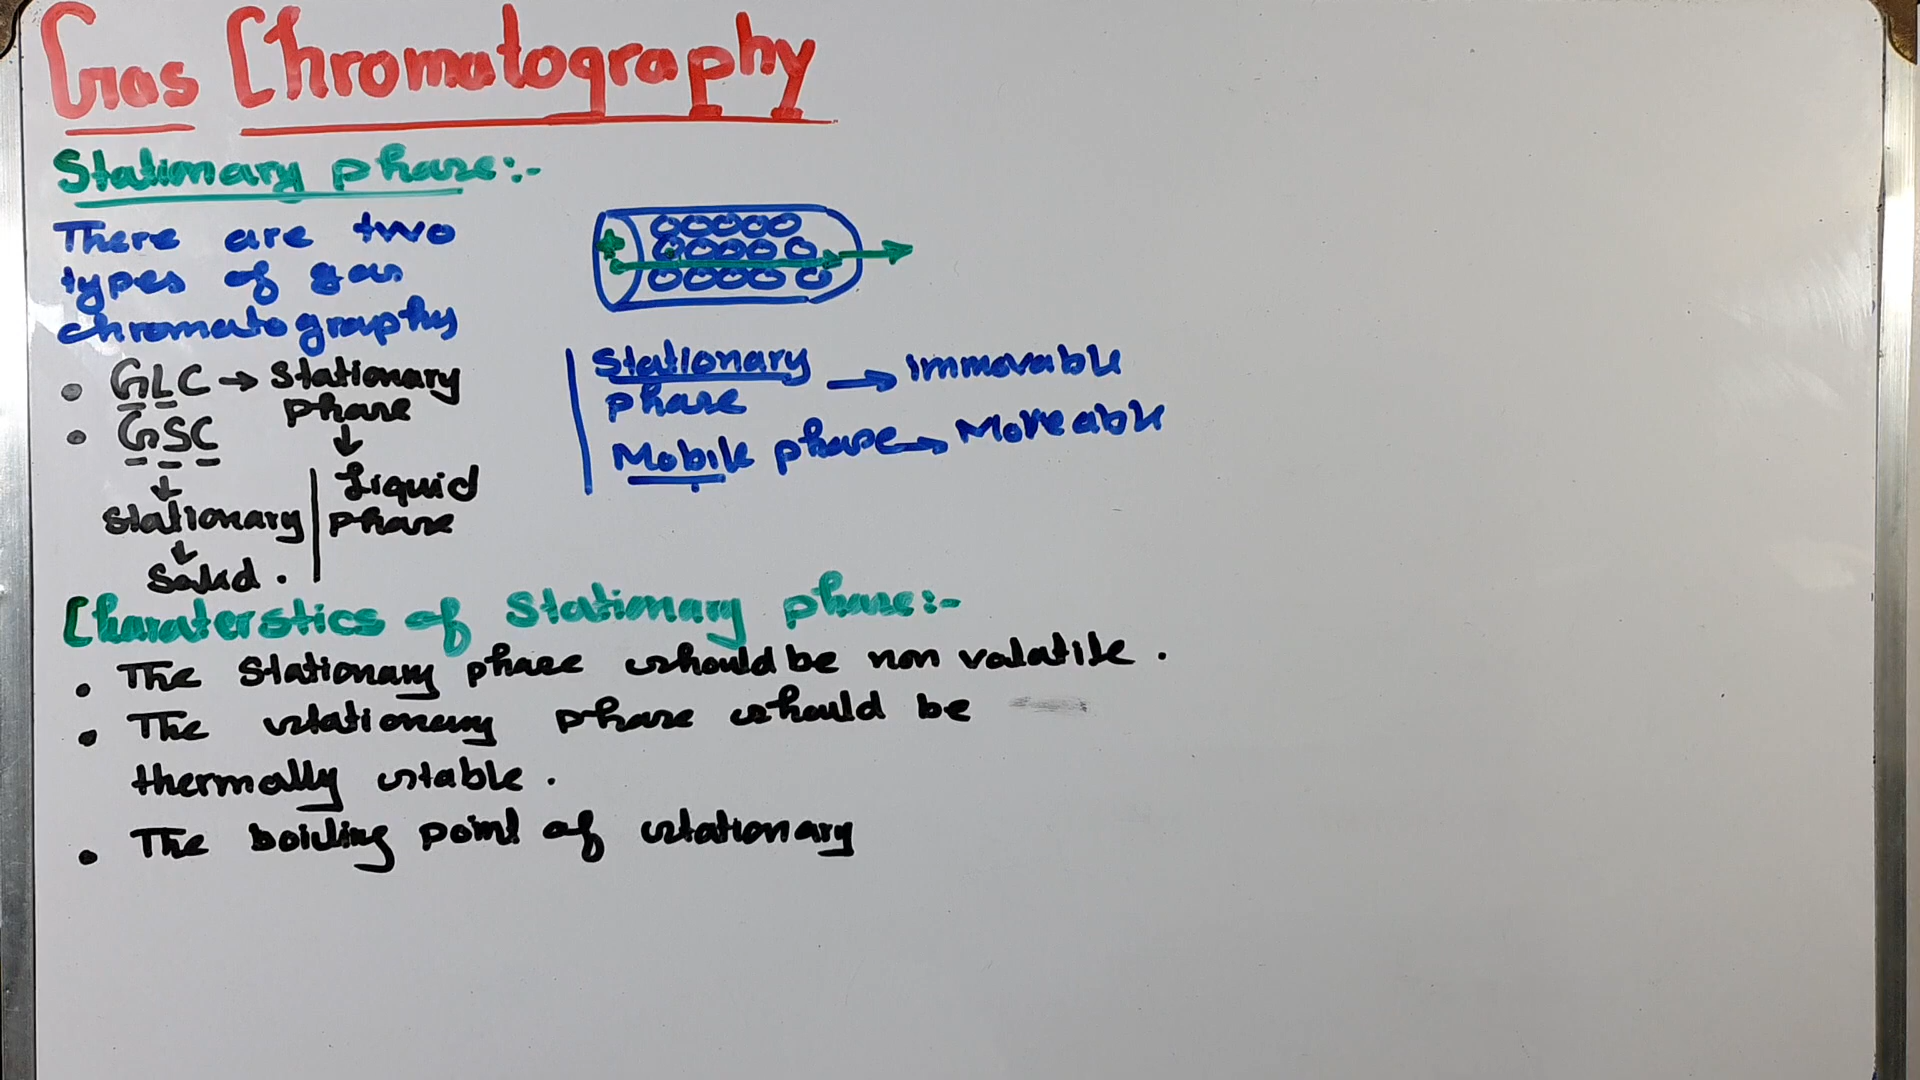 Gas Chromatography
Stationary phase:-
There are two
types of gas
chromatography
• GLC → Stationary
phase
↓
Liquid
phase
• GSC
↓
Stationary
↓
Solid.
Stationary
phase → immovable
Mobile phase → Moveable
Charaterstics of Stationary phase:-
• The Stationary phase should be non volatile.
• The stationary phase should be
thermally stable.
• The boiling point of stationary